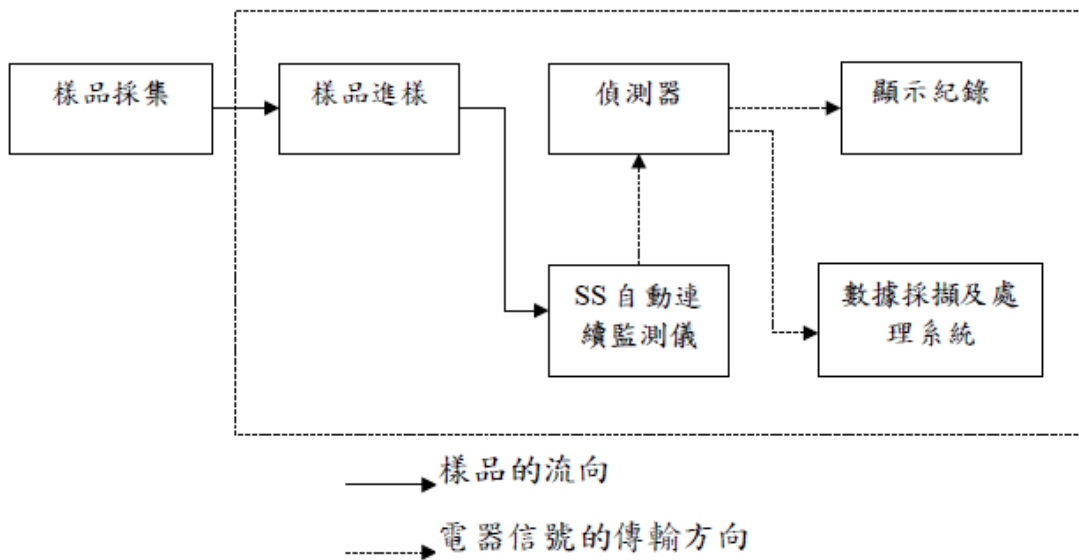 樣品採集
樣品進樣
偵測器
顯示紀錄
SS自動連
續監測儀
數據採擷及處
理系統
樣品的流向
電器信號的傳輸方向